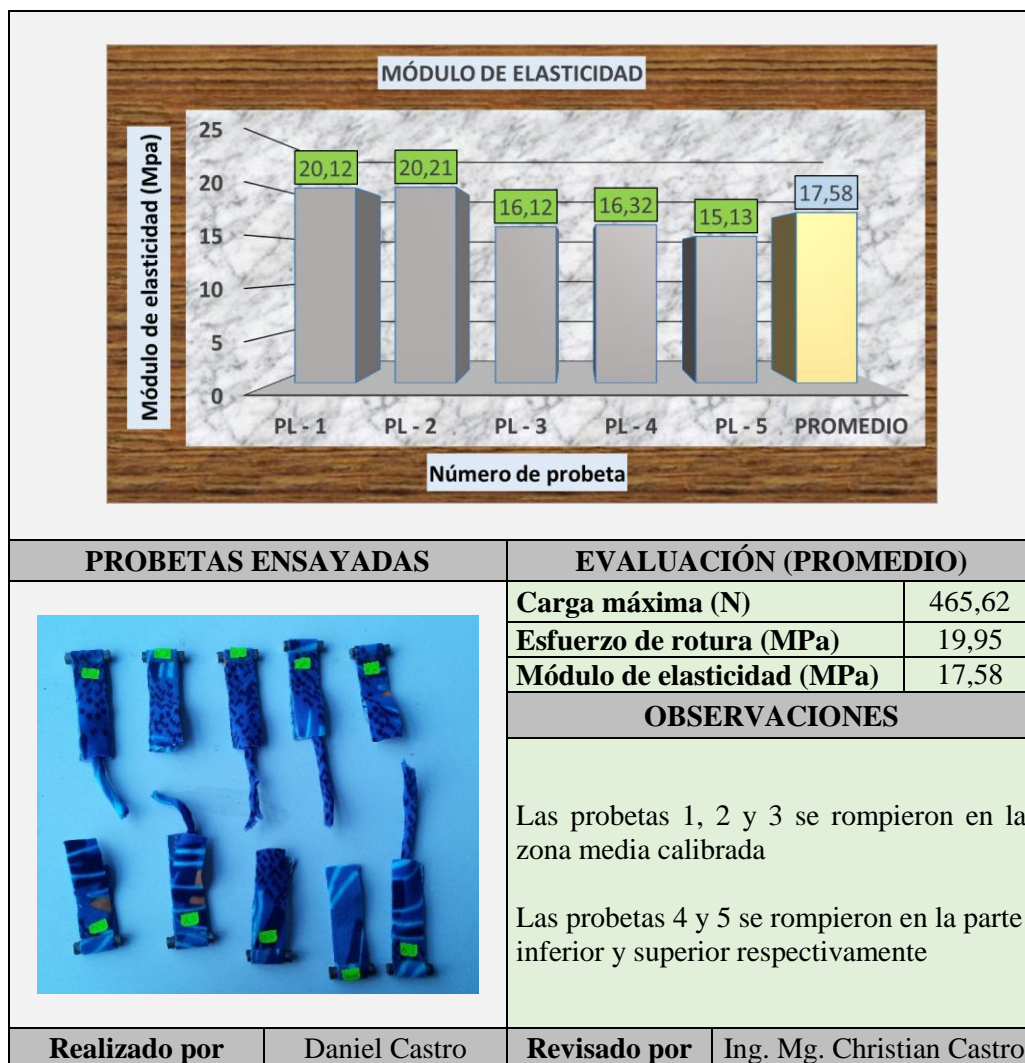 MÓDULO DE ELASTICIDAD
Módulo de elasticidad (Mpa)
25
20
15
10
5
0
20,12
20,21
16,12
16,32
15,13
17,58
PL - 1 PL - 2 PL - 3 PL - 4 PL - 5 PROMEDIO
Número de probeta
PROBETAS ENSAYADAS
EVALUACIÓN (PROMEDIO)
Carga máxima (N) 465,62
Esfuerzo de rotura (MPa) 19,95
Módulo de elasticidad (MPa) 17,58
OBSERVACIONES
Las probetas 1, 2 y 3 se rompieron en la
zona media calibrada
Las probetas 4 y 5 se rompieron en la parte
inferior y superior respectivamente
Realizado por Daniel Castro Revisado por Ing. Mg. Christian Castro